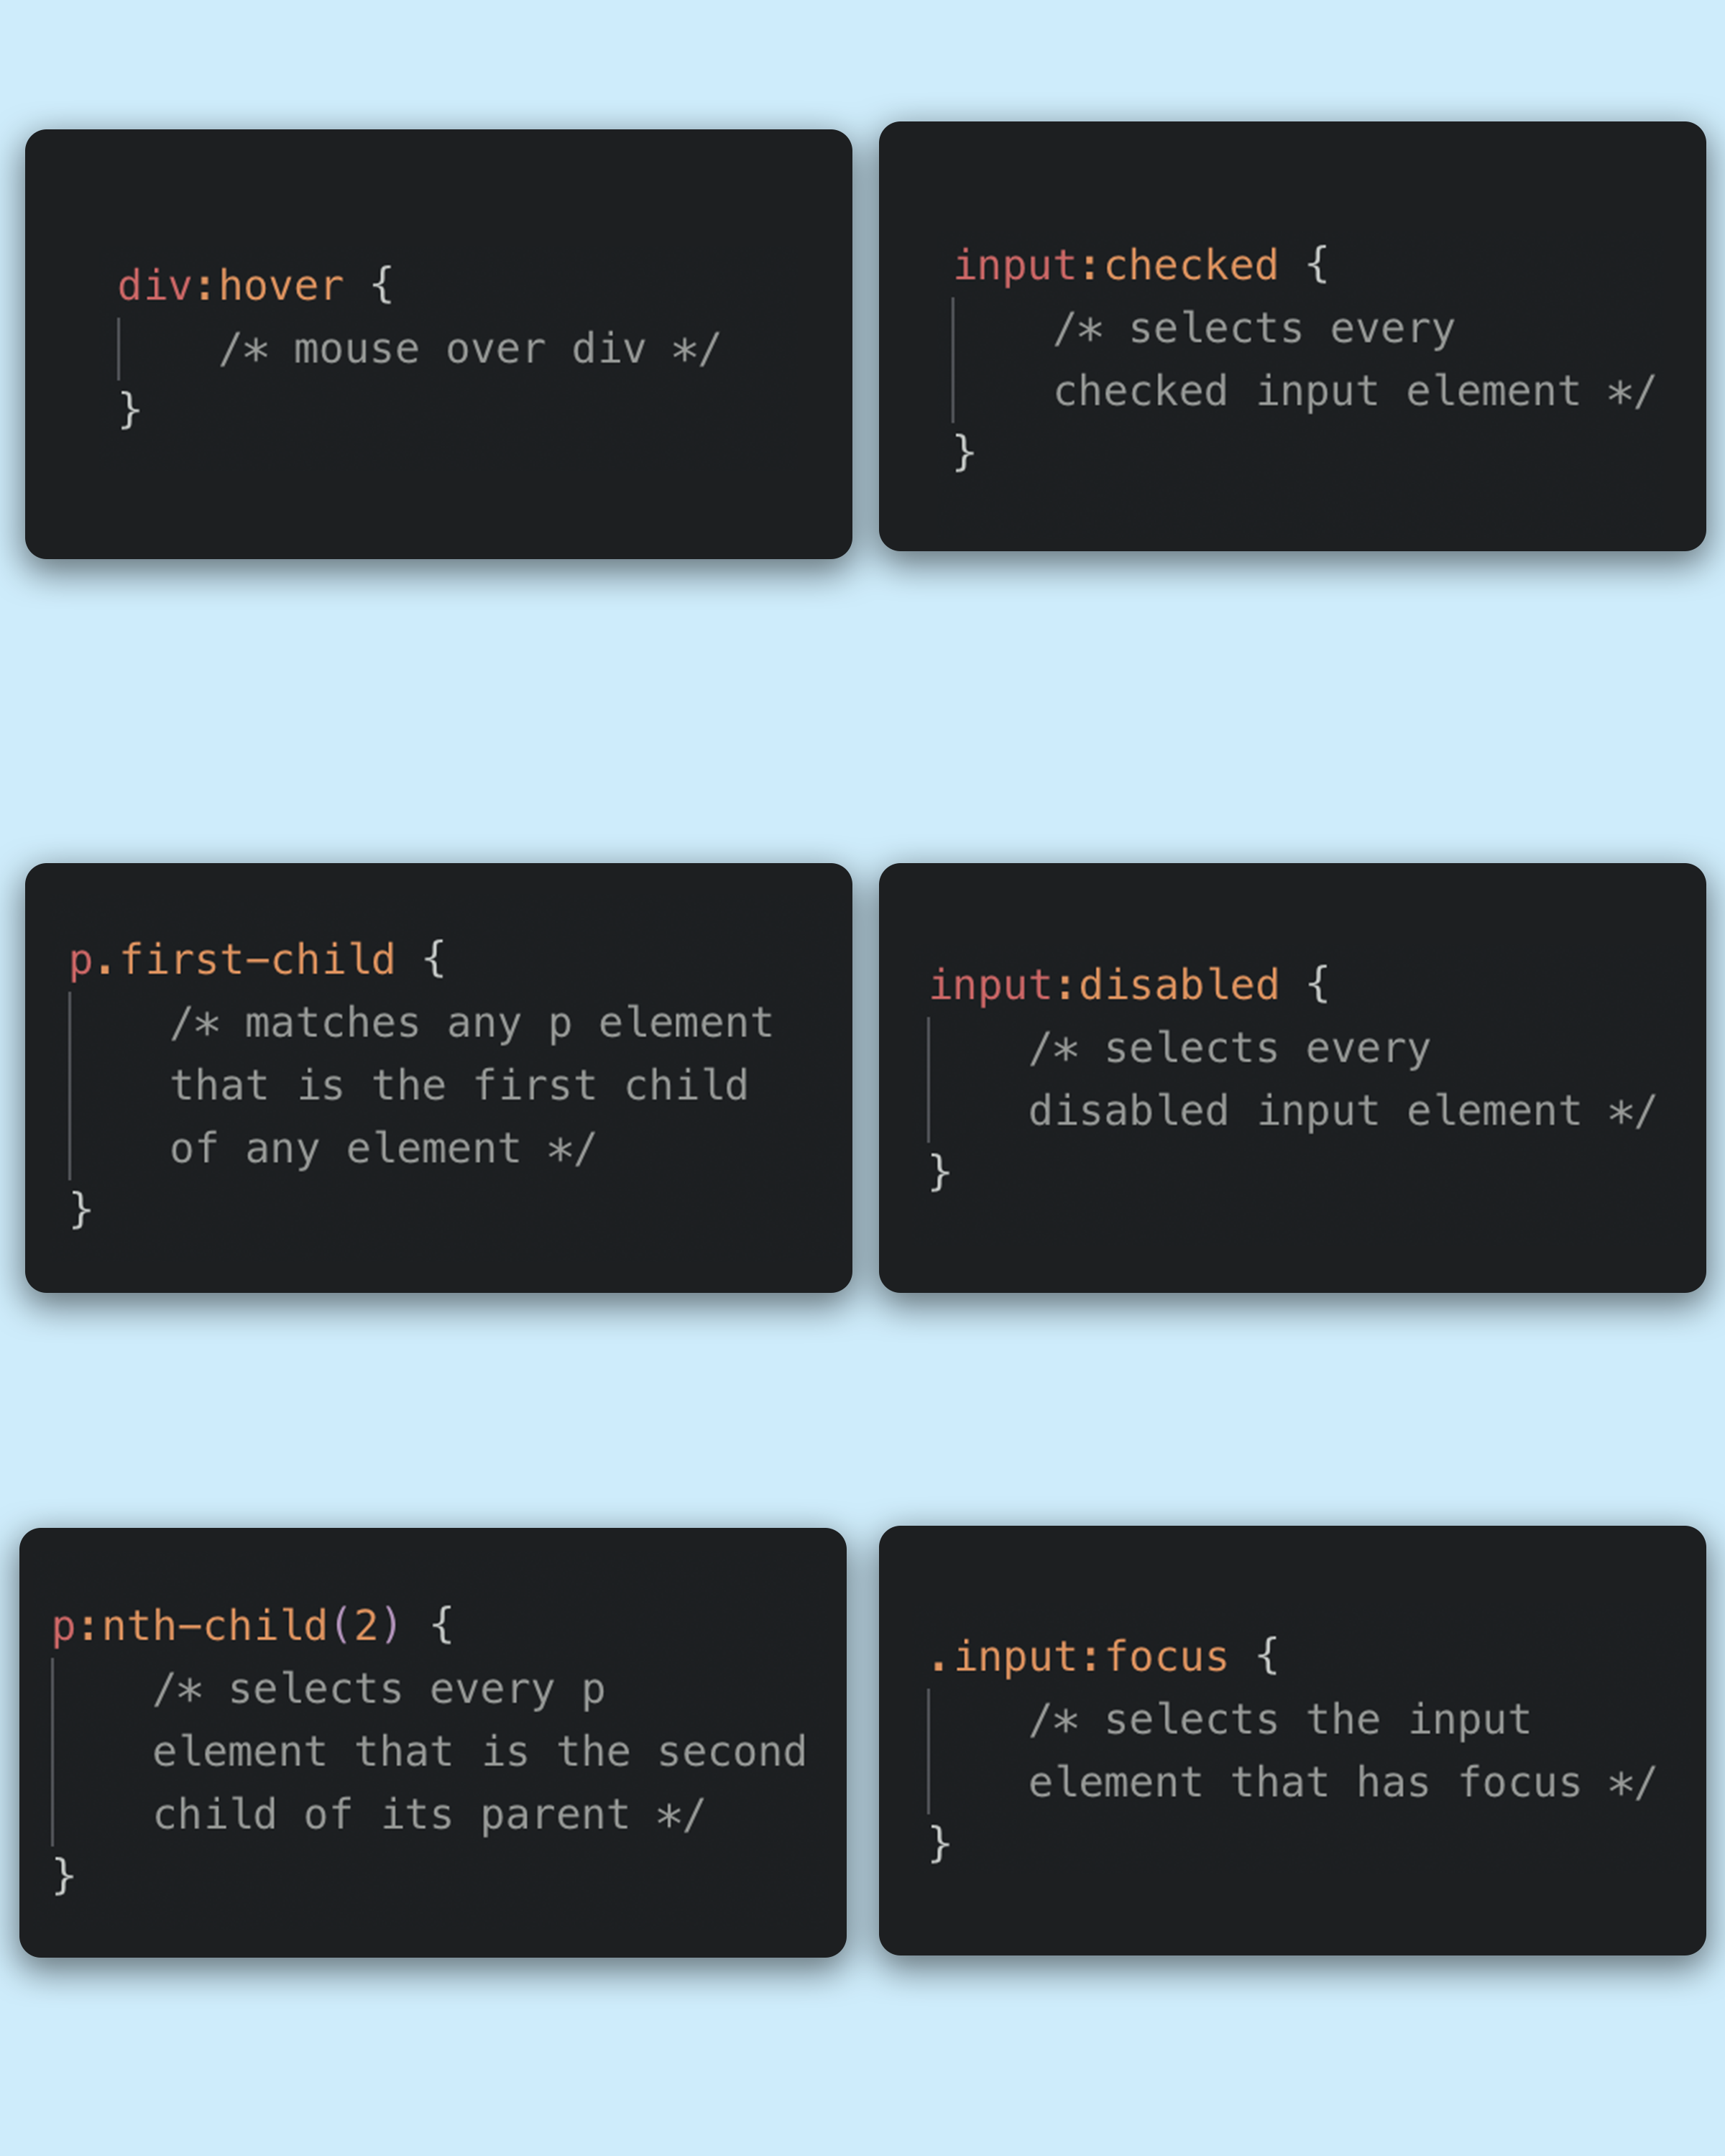 div:hover {
/* mouse over div */
}
input:checked {
/* selects every
checked input element */
}
p.first-child {
/* matches any p element
that is the first child
of any element */
}
input:disabled {
/* selects every
disabled input element */
}
p:nth-child(2) {
/* selects every p
element that is the second
child of its parent */
}
.input:focus {
/* selects the input
element that has focus */
}